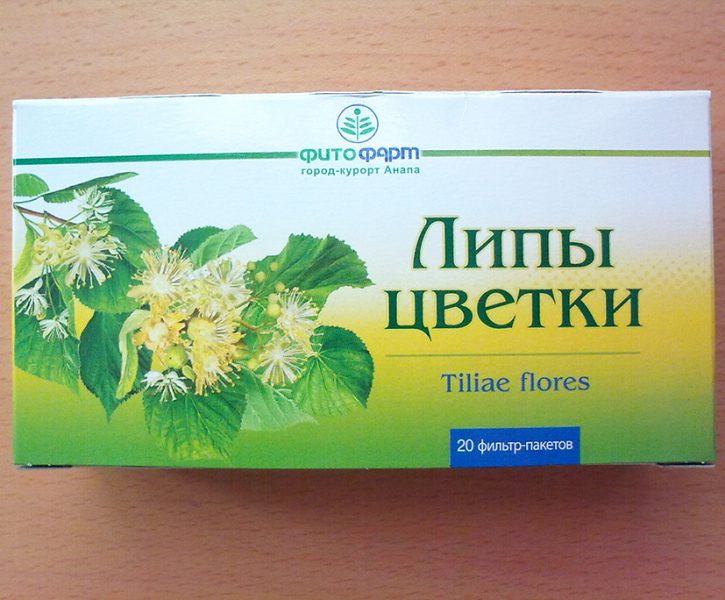 фитофарм
город-курорт Анапа
Липы
цветки
Tiliae flores
20 фильтр-пакетов